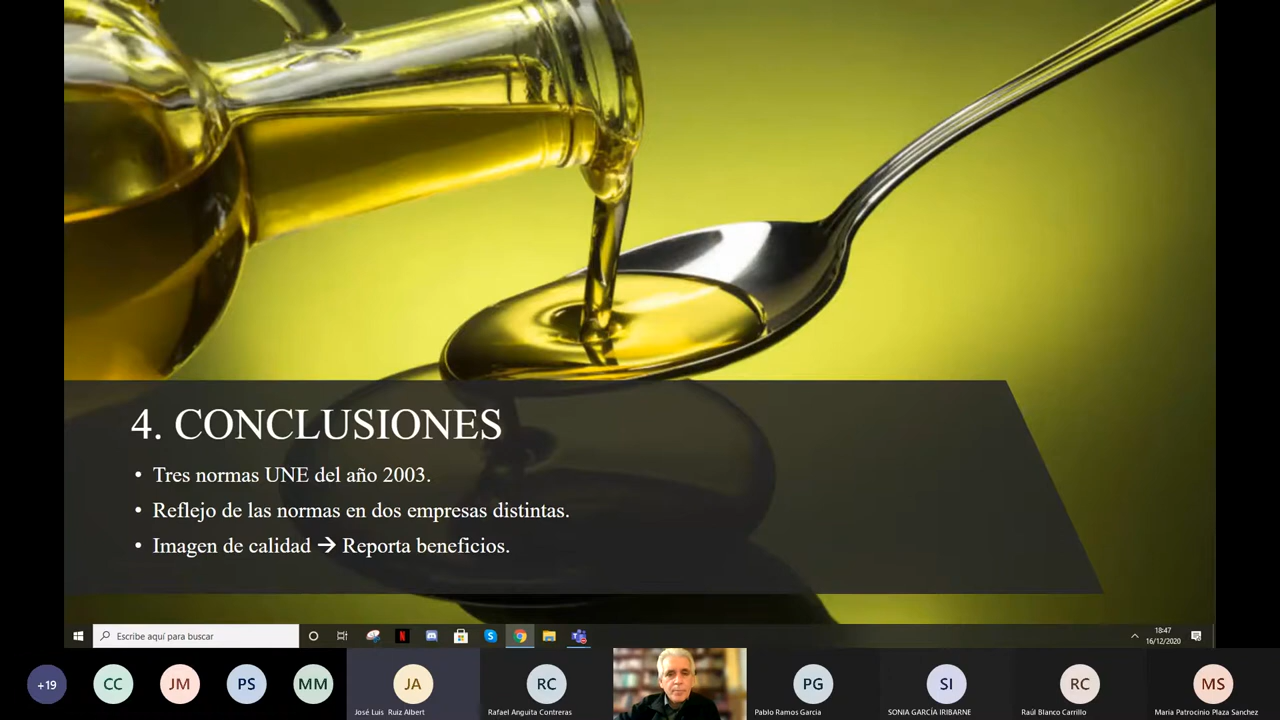 4. CONCLUSIONES
• Tres normas UNE del año 2003.
• Reflejo de las normas en dos empresas distintas.
• Imagen de calidad → Reporta beneficios.
Escribe aquí para buscar
18:47
16/12/2020
+19
CC
JM
PS
MM
JA
José Luis Ruiz Albert
RC
Rafael Anguita Contreras
PG
Pablo Ramos Garcia
SI
SONIA GARCÍA IRIBARNE
RC
Raúl Blanco Carrillo
MS
Maria Patrocinio Plaza Sanchez